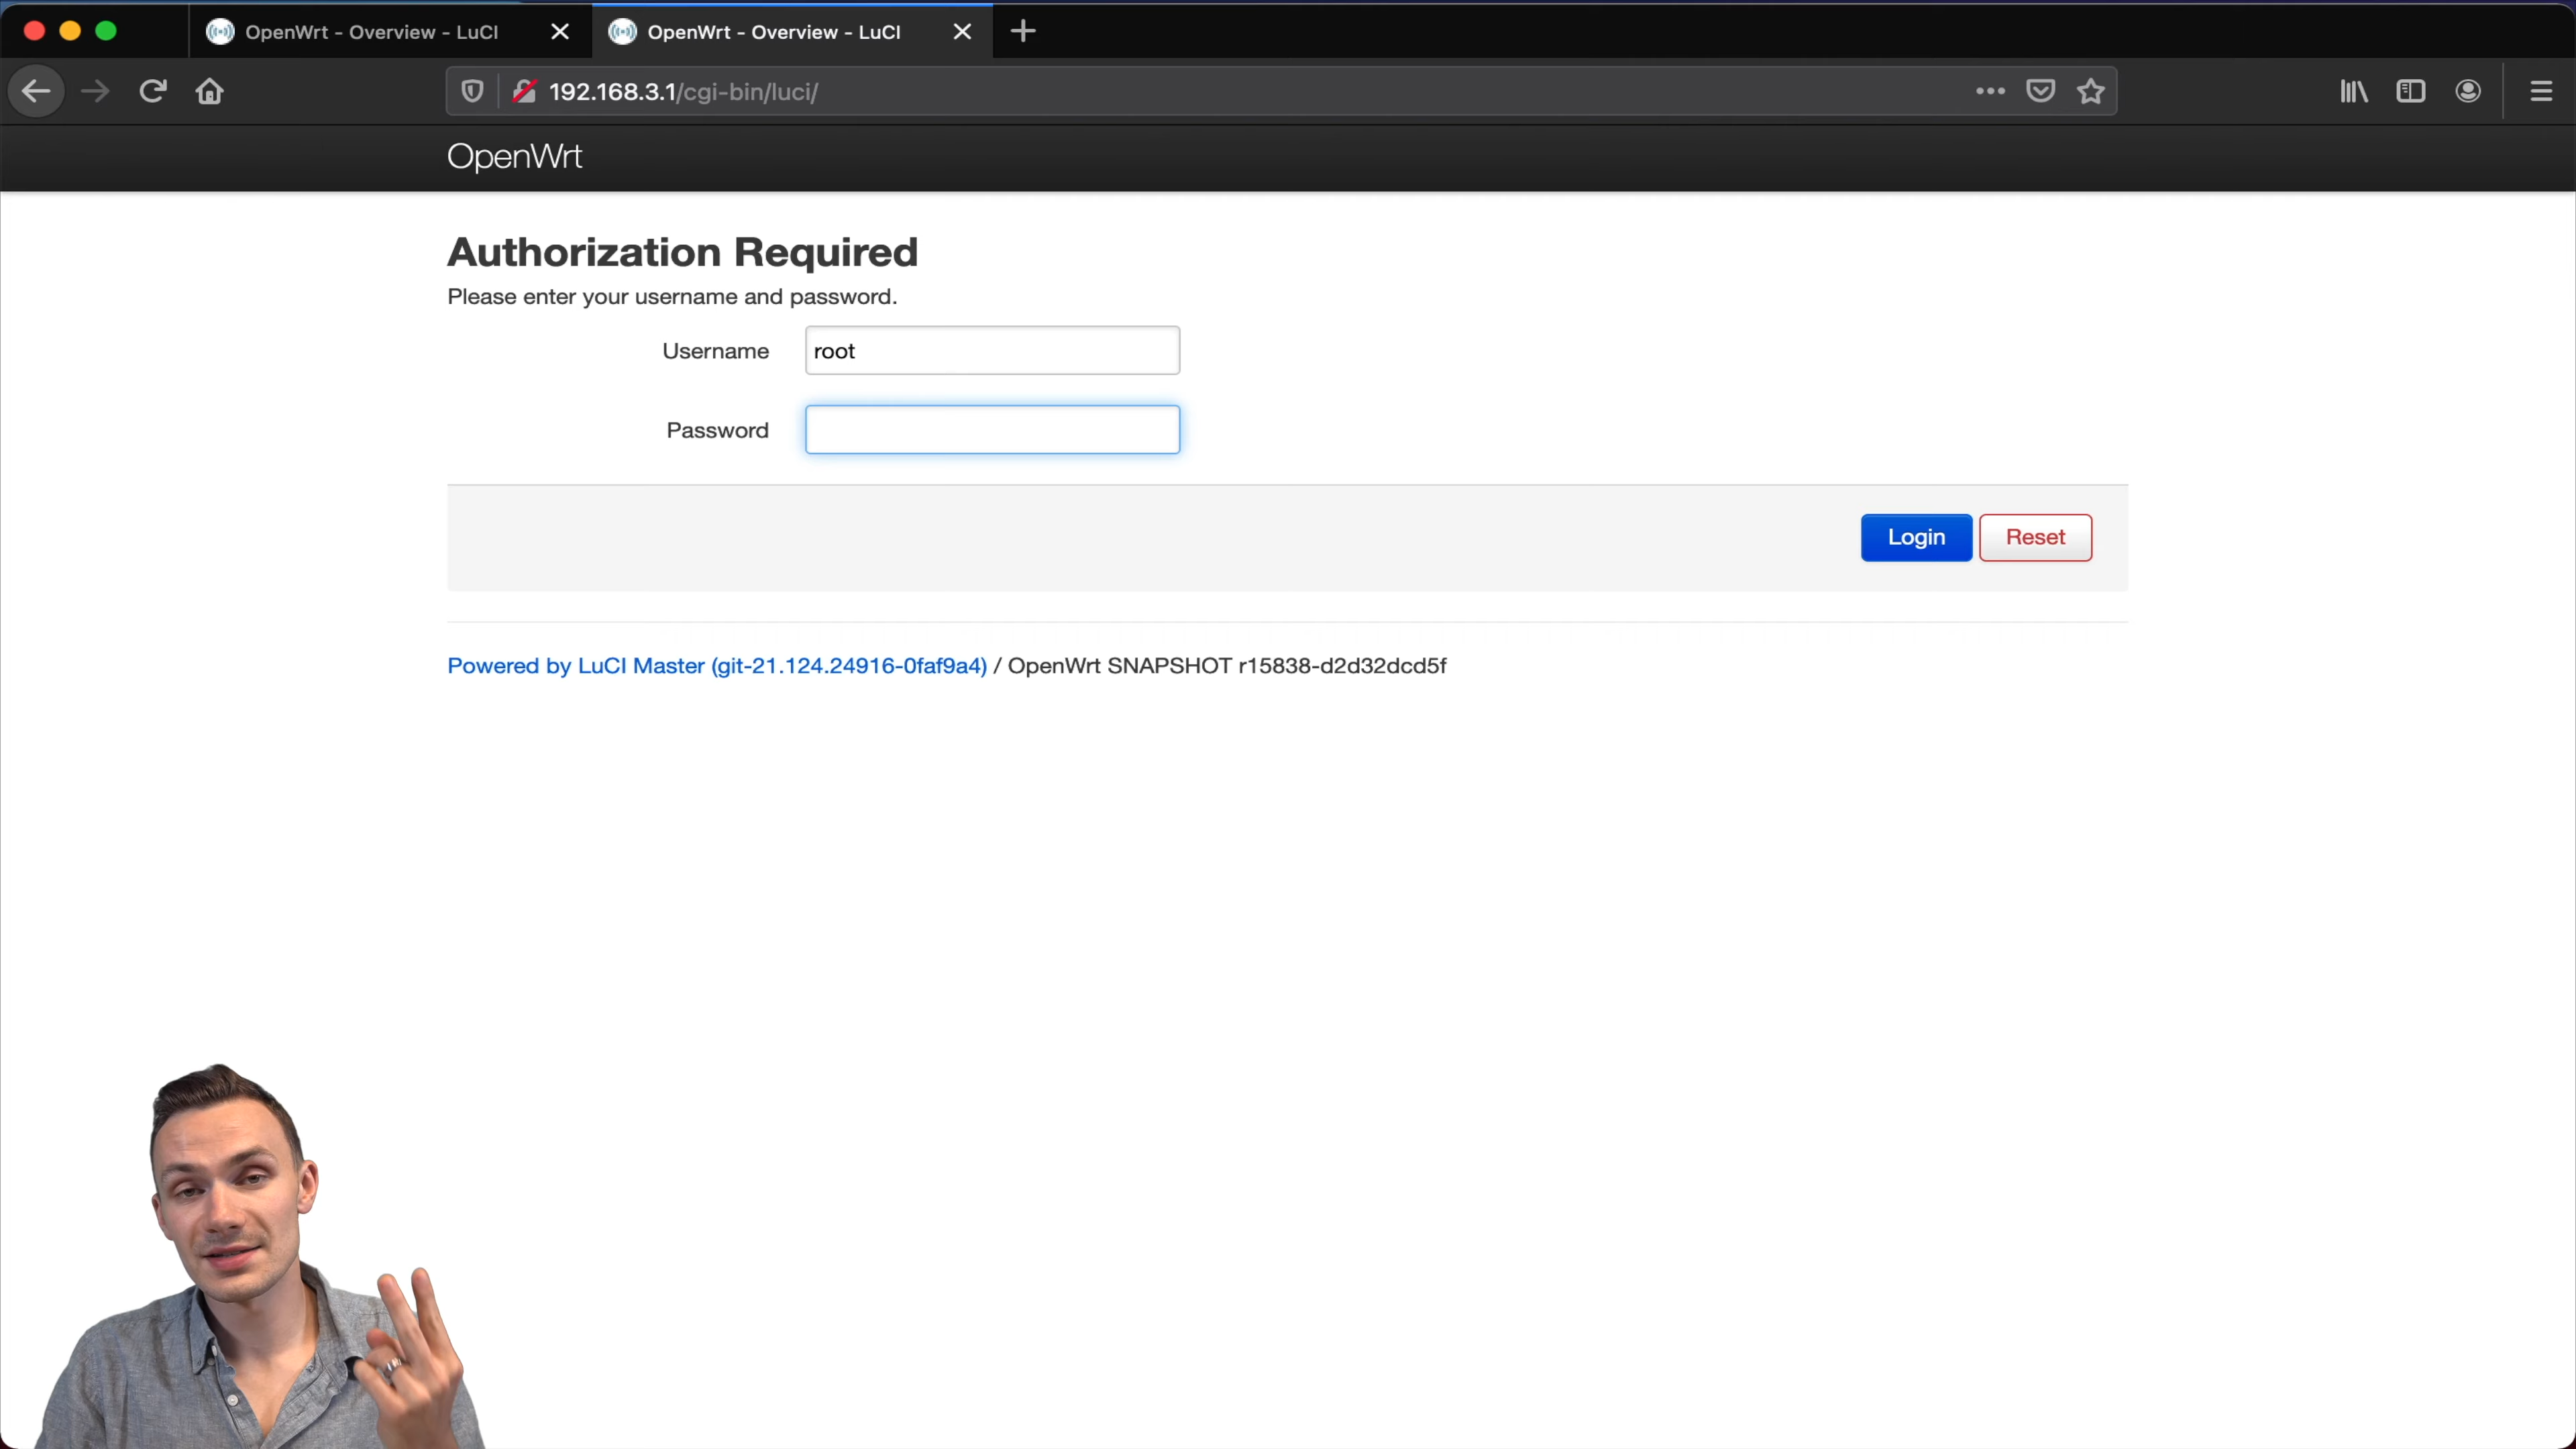 OpenWrt - Overview - LuCI
OpenWrt - Overview - LuCI
192.168.3.1/cgi-bin/luci/
OpenWrt
Authorization Required
Please enter your username and password.
Username
root
Password
Login
Reset
Powered by LuCI Master (git-21.124.24916-0faf9a4) / OpenWrt SNAPSHOT r15838-d2d32dcd5f